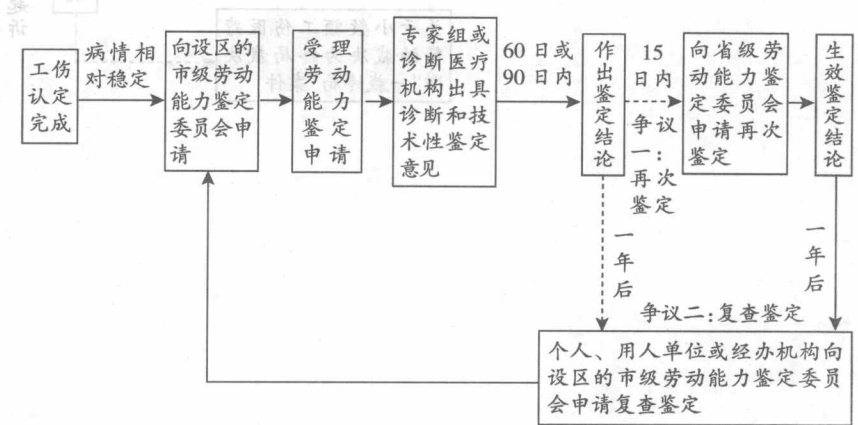 工伤
认定
完成
病情相
对稳定
向设区的
市级劳动
能力鉴定
委员会申
请
受理
劳动
能力
鉴定
申请
专家组或
诊断医疗
机构出具
诊断和技
术性鉴定
意见
60日或
90日内
作出鉴定结论
15
日内
争议
一：
再次
鉴定
向省级劳
动能力鉴
定委员会
申请再次
鉴定
生效鉴定结论
一年后
一年后
争议二：复查鉴定
个人、用人单位或经办机构向
设区的市级劳动能力鉴定委员
会申请复查鉴定
诉